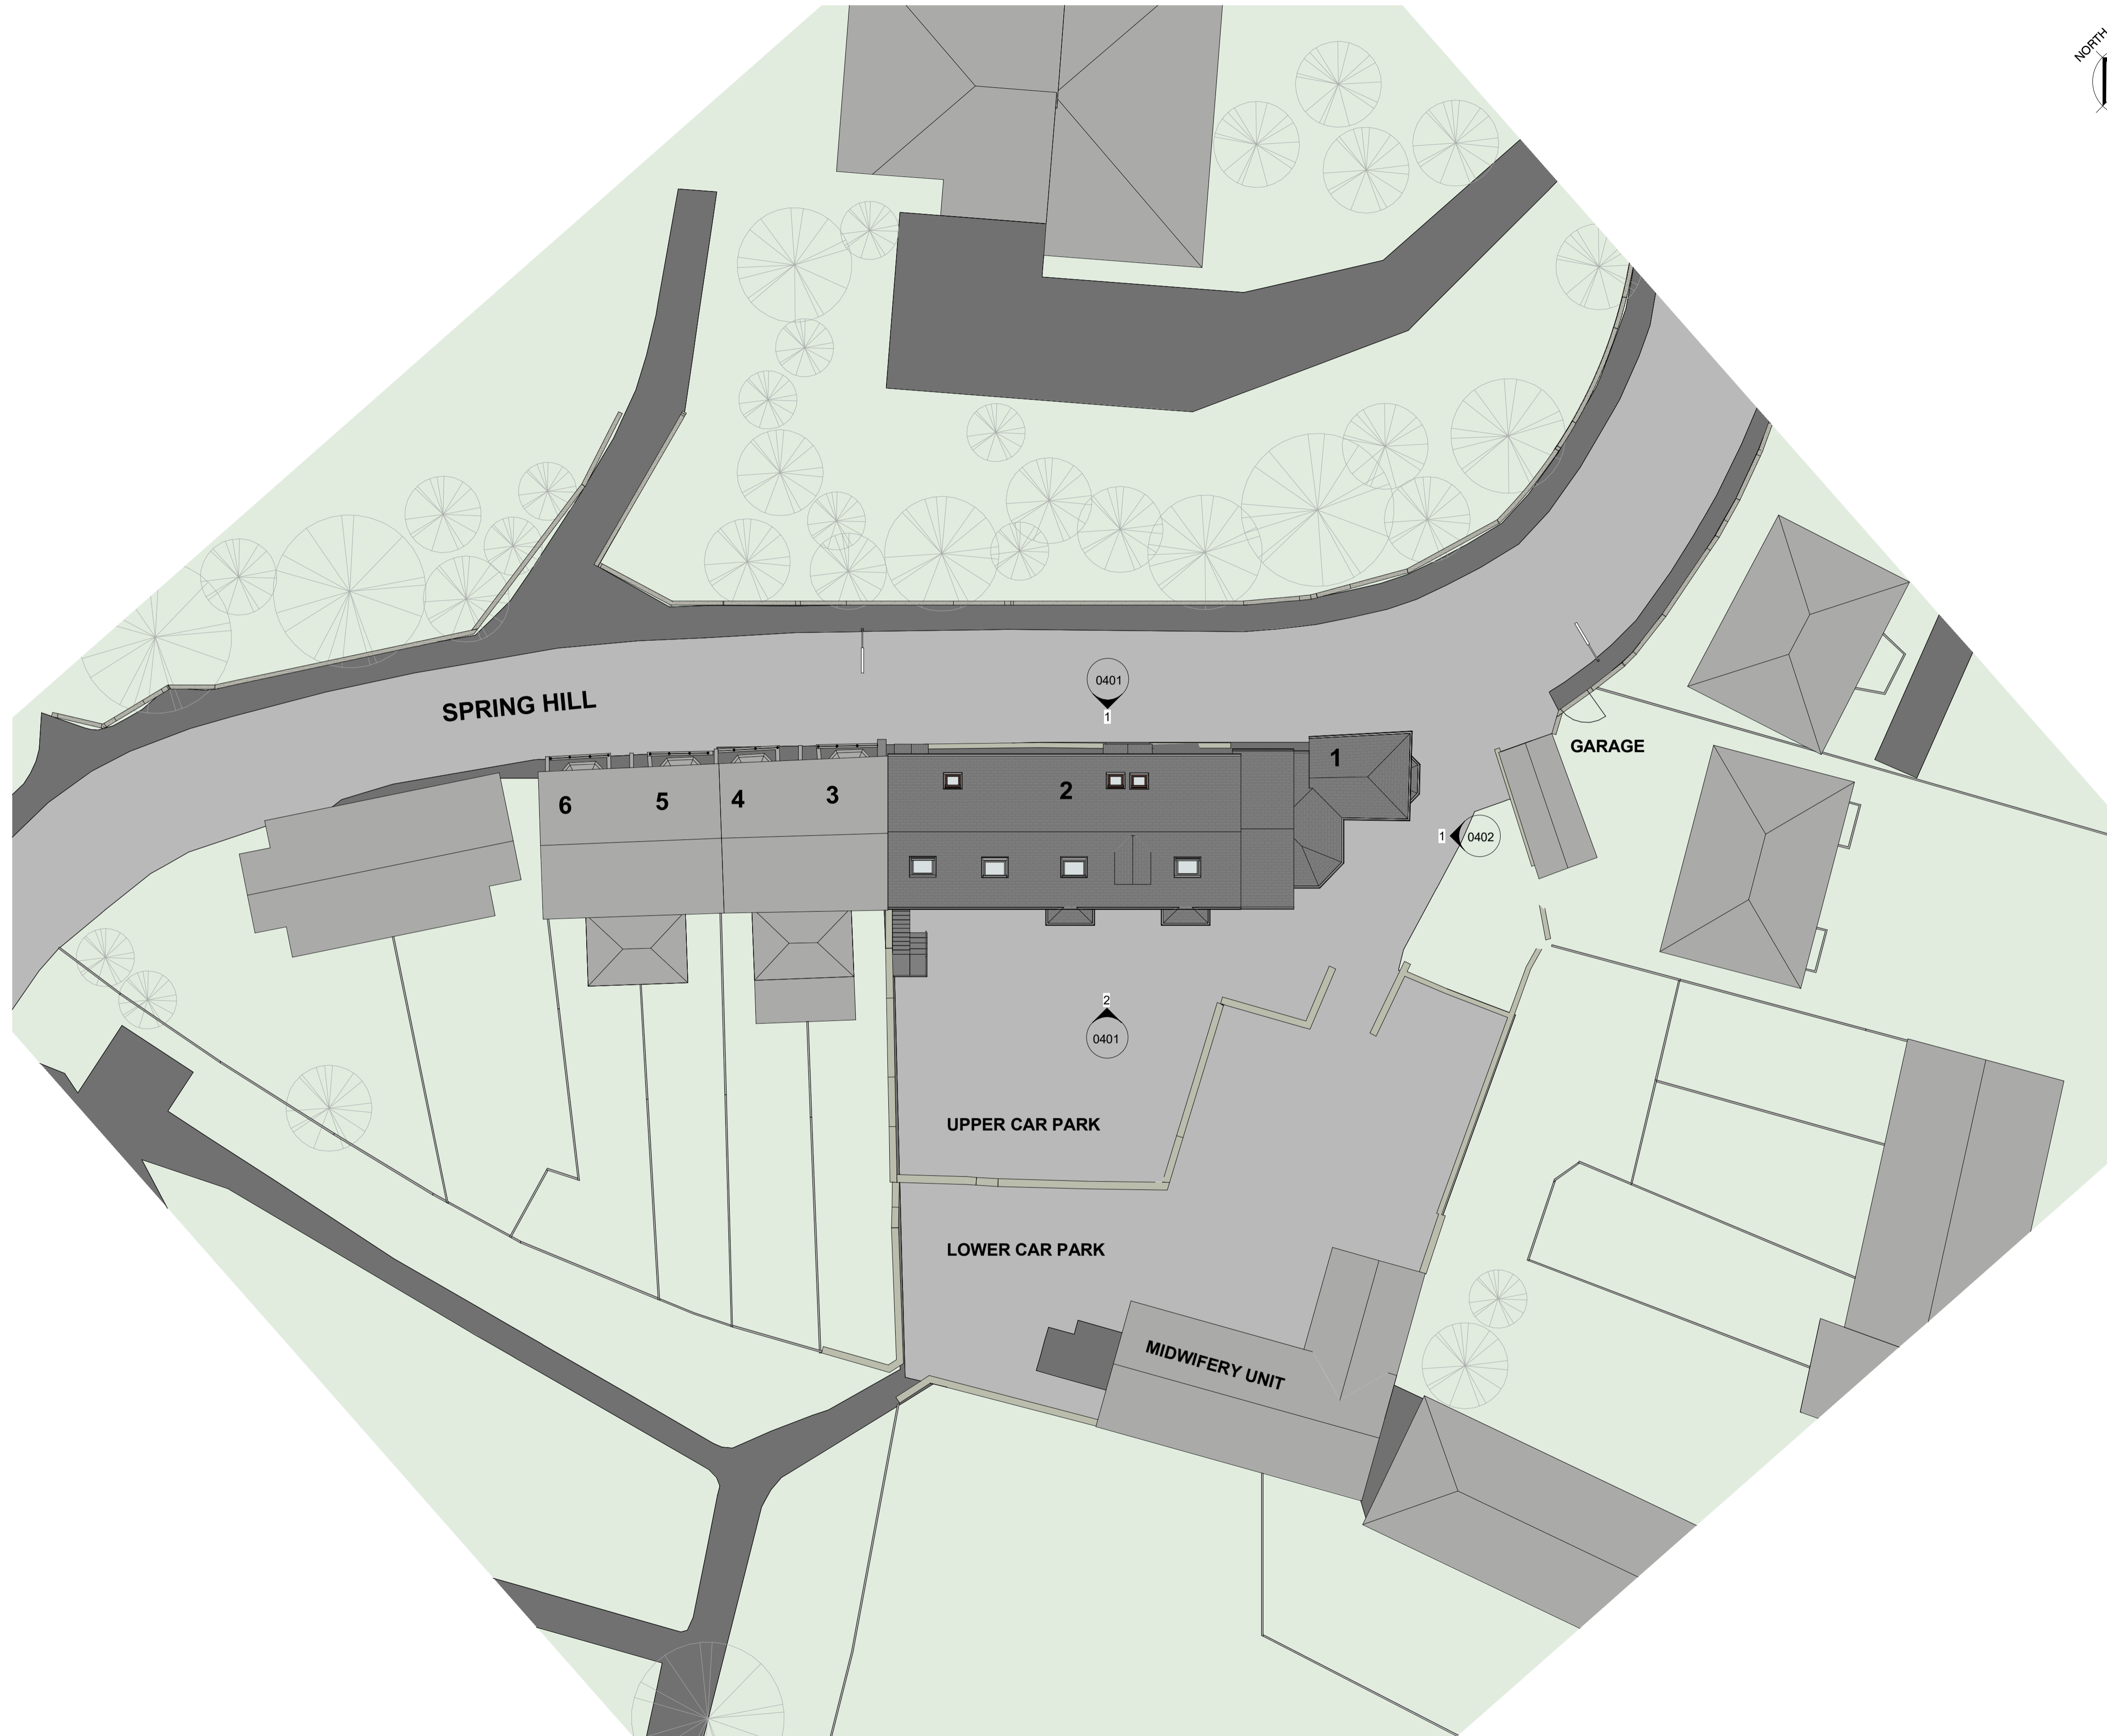 NORTH
0401
1
SPRING HILL
GARAGE
1
2
3
4
5
6
1
0402
2
0401
UPPER CAR PARK
LOWER CAR PARK
MIDWIFERY UNIT